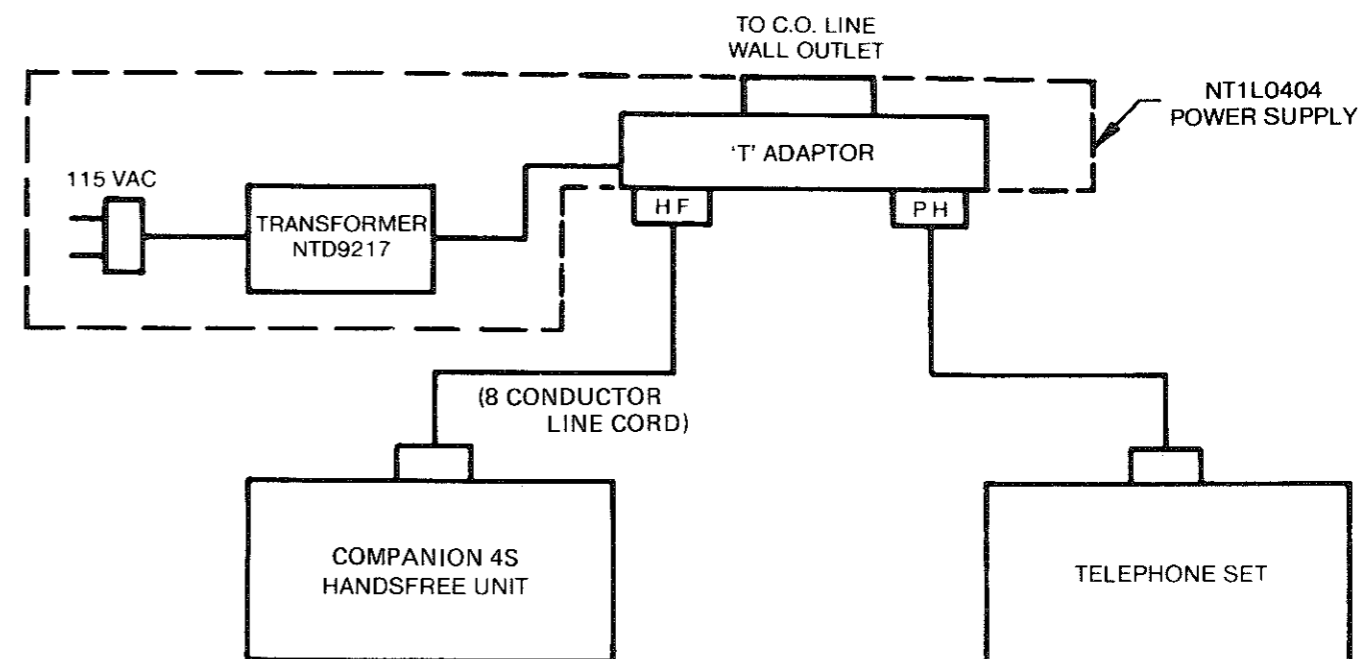 TO C.O. LINE
WALL OUTLET
NT1L0404
POWER SUPPLY
'T' ADAPTOR
115 VAC
TRANSFORMER
NTD9217
HF
PH
(8 CONDUCTOR
LINE CORD)
COMPANION 4S
HANDSFREE UNIT
TELEPHONE SET